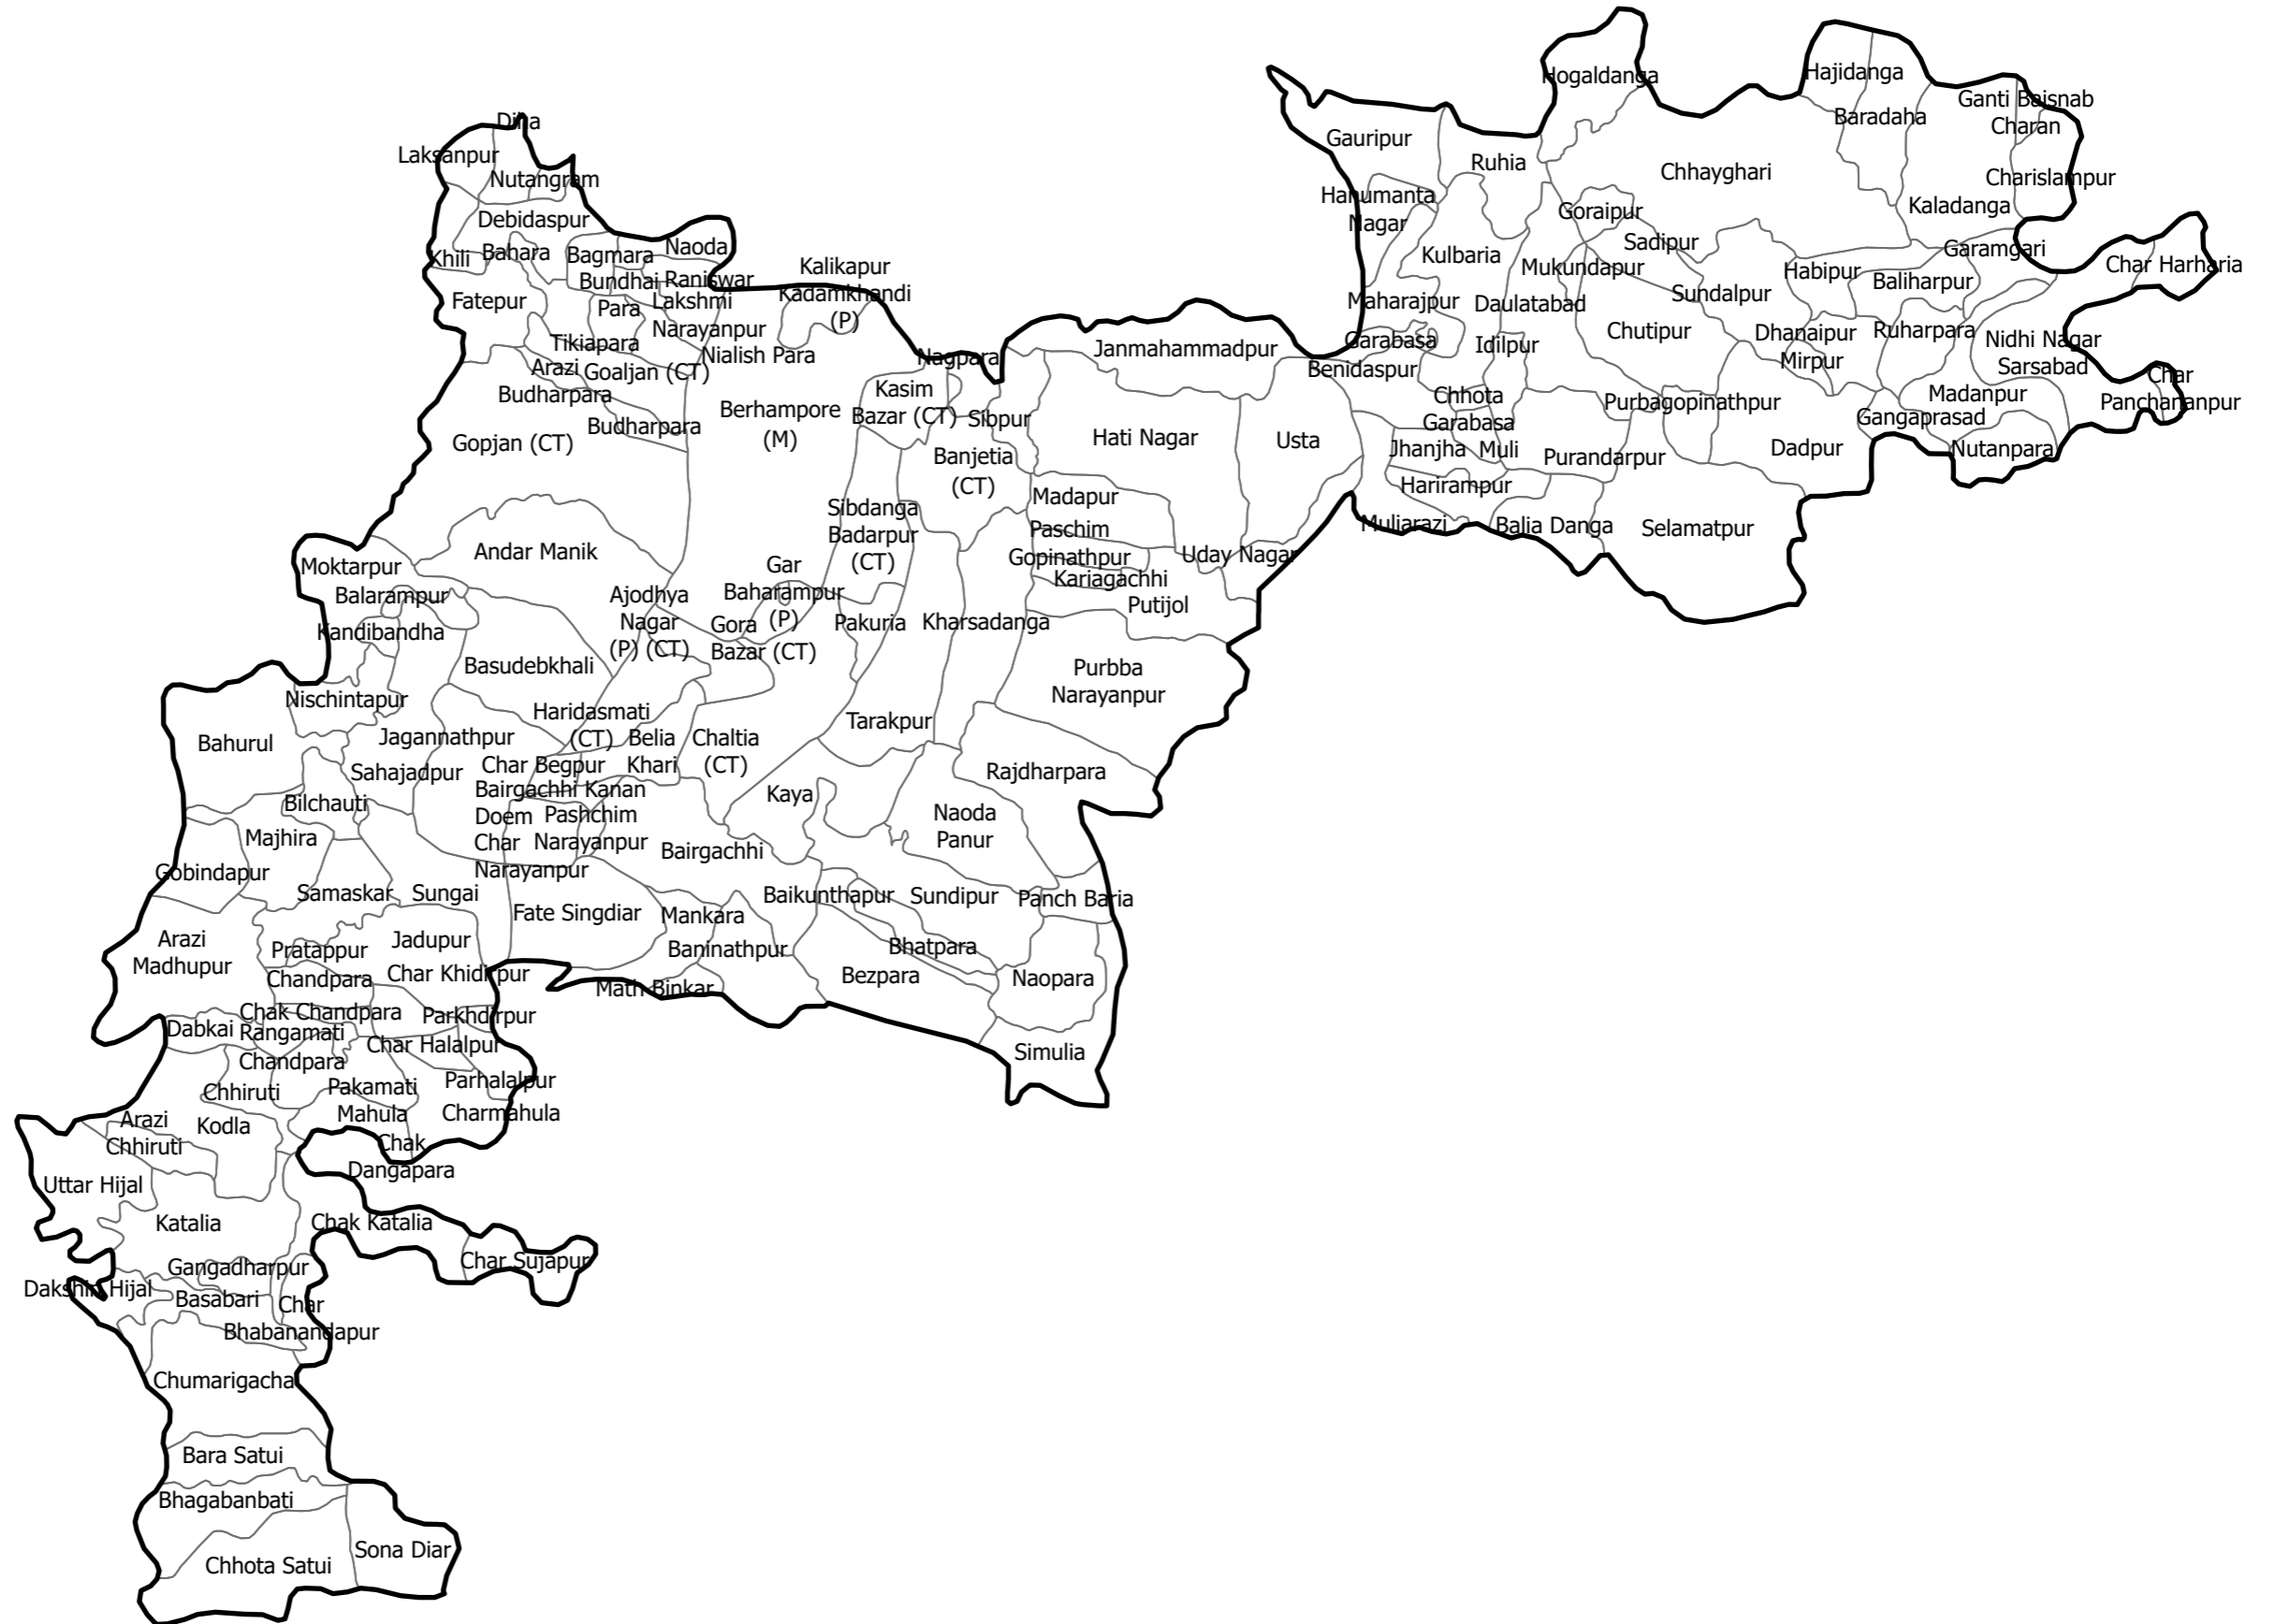 Hogaldanga
Hajidanga
Ganti Baisnab
Charan
Baradaha
Diha
Laksanpur
Nutangram
Gauripur
Ruhia
Chhayghari
Charislampur
Hanumanta
Nagar
Goraipur
Kaladanga
Debidaspur
Khili
Bahara
Bagmara
Naoda
Kulbaria
Sadipur
Garamgari
Char Harharia
Bundhai
Para
Raniswar
Kalikapur
Kadamkhandi
(P)
Mukundapur
Habipur
Baliharpur
Fatepur
Lakshmi
Narayanpur
Maharajpur
Daulatabad
Sundalpur
Tikiapara
Nialish Para
Nagpara
Janmahammadpur
Garabasa
Idilpur
Chutipur
Dhanaipur
Ruharpara
Nidhi Nagar
Sarsabad
Mirpur
Arazi
Budharpara
Goaljan (CT)
Benidaspur
Char
Panchananpur
Kasim
Bazar (CT)
Sibpur
Chhota
Garabasa
Purbagopinathpur
Madanpur
Gangaprasad
Berhampore
(M)
Budharpara
Gopjan (CT)
Hati Nagar
Usta
Jhanjha
Muli
Purandarpur
Dadpur
Nutanpara
Banjetia
(CT)
Harirampur
Madapur
Sibdanga
Badarpur
(CT)
Paschim
Gopinathpur
Muliarazi
Balia Danga
Selamatpur
Andar Manik
Uday Nagar
Moktarpur
Gar
Baharampur
(P)
Kariagachhi
Putijol
Balarampur
Ajodhya
Nagar
(P) (CT)
Gora
Bazar (CT)
Pakuria
Kharsadanga
Kandibandha
Basudebkhali
Purbba
Narayanpur
Nischintapur
Haridasmati
(CT)
Tarakpur
Bahurul
Jagannathpur
Belia
Khari
Chaltia
(CT)
Sahajadpur
Char Begpur
Rajdharpara
Bairgachhi Kanan
Doem
Char
Narayanpur
Pashchim
Narayanpur
Kaya
Naoda
Panur
Bilchauti
Majhira
Bairgachhi
Gobindapur
Samaskar
Sungai
Baikunthapur
Sundipur
Panch Baria
Fate Singdiar
Mankara
Arazi
Madhupur
Pratappur
Jadupur
Baninathpur
Bhatpara
Chandpara
Char Khidirpur
Math Binkar
Bezpara
Naopara
Chak Chandpara
Parkhdirpur
Dabkai
Rangamati
Chandpara
Char Halalpur
Simulia
Chhiruti
Pakamati
Mahula
Parhalalpur
Charmahula
Arazi
Chhiruti
Kodla
Chak
Dangapara
Uttar Hijal
Katalia
Chak Katalia
Gangadharpur
Char Sujapur
Dakshin Hijal
Basabari
Char
Bhabanandapur
Chumarigacha
Bara Satui
Bhagabanbati
Chhota Satui
Sona Diar